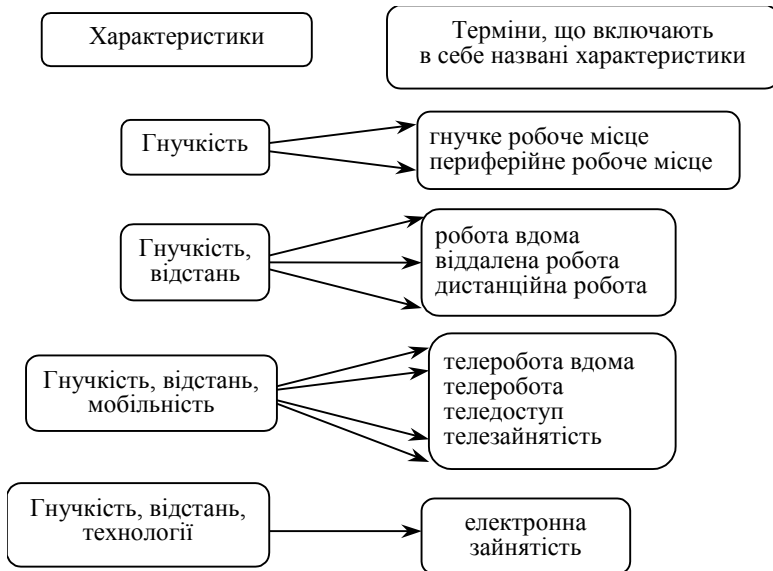 Характеристики
Терміни, що включають
в себе названі характеристики
Гнучкість
гнучке робоче місце
периферійне робоче місце
Гнучкість,
відстань
робота вдома
віддалена робота
дистанційна робота
Гнучкість, відстань,
мобільність
телеробота вдома
телеробота
теледоступ
телезайнятість
Гнучкість, відстань,
технології
електронна
зайнятість